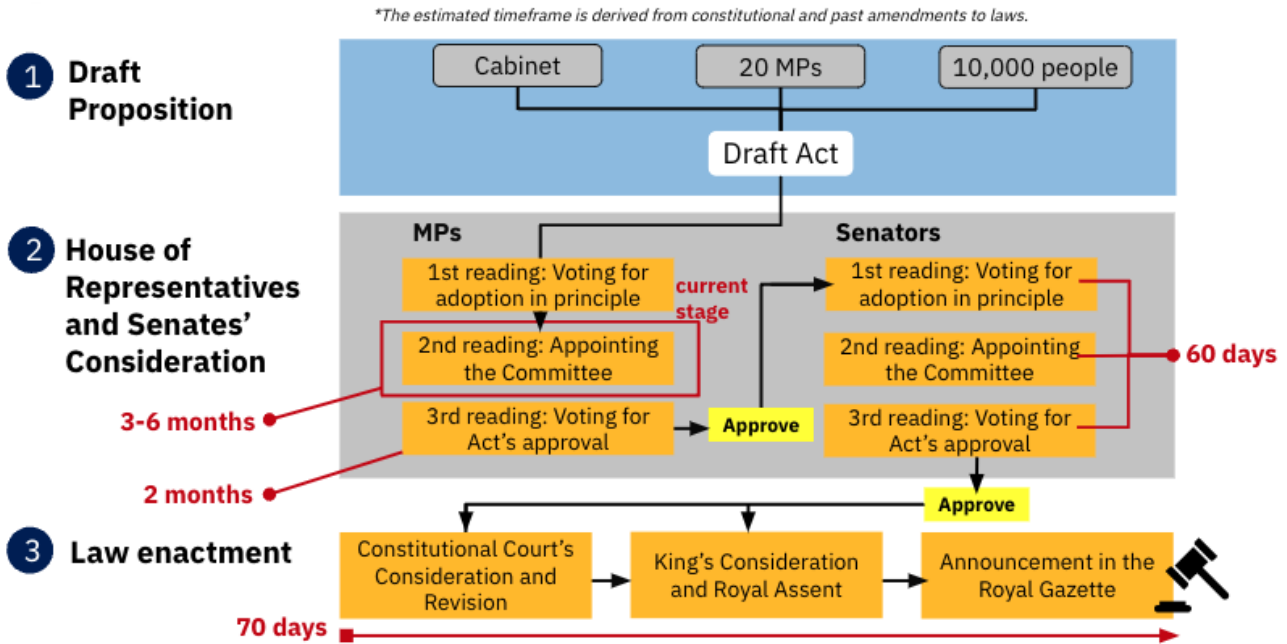 *The estimated timeframe is derived from constitutional and past amendments to laws.
1
Draft
Proposition
Cabinet
20 MPs
10,000 people
Draft Act
2
House of
Representatives
and Senates’
Consideration
MPs
1st reading: Voting for
adoption in principle
current
stage
2nd reading: Appointing
the Committee
3-6 months
3rd reading: Voting for
Act’s approval
2 months
Approve
Senators
1st reading: Voting for
adoption in principle
2nd reading: Appointing
the Committee
3rd reading: Voting for
Act’s approval
60 days
Approve
3
Law enactment
Constitutional Court’s
Consideration and
Revision
King’s Consideration
and Royal Assent
Announcement in the
Royal Gazette
70 days